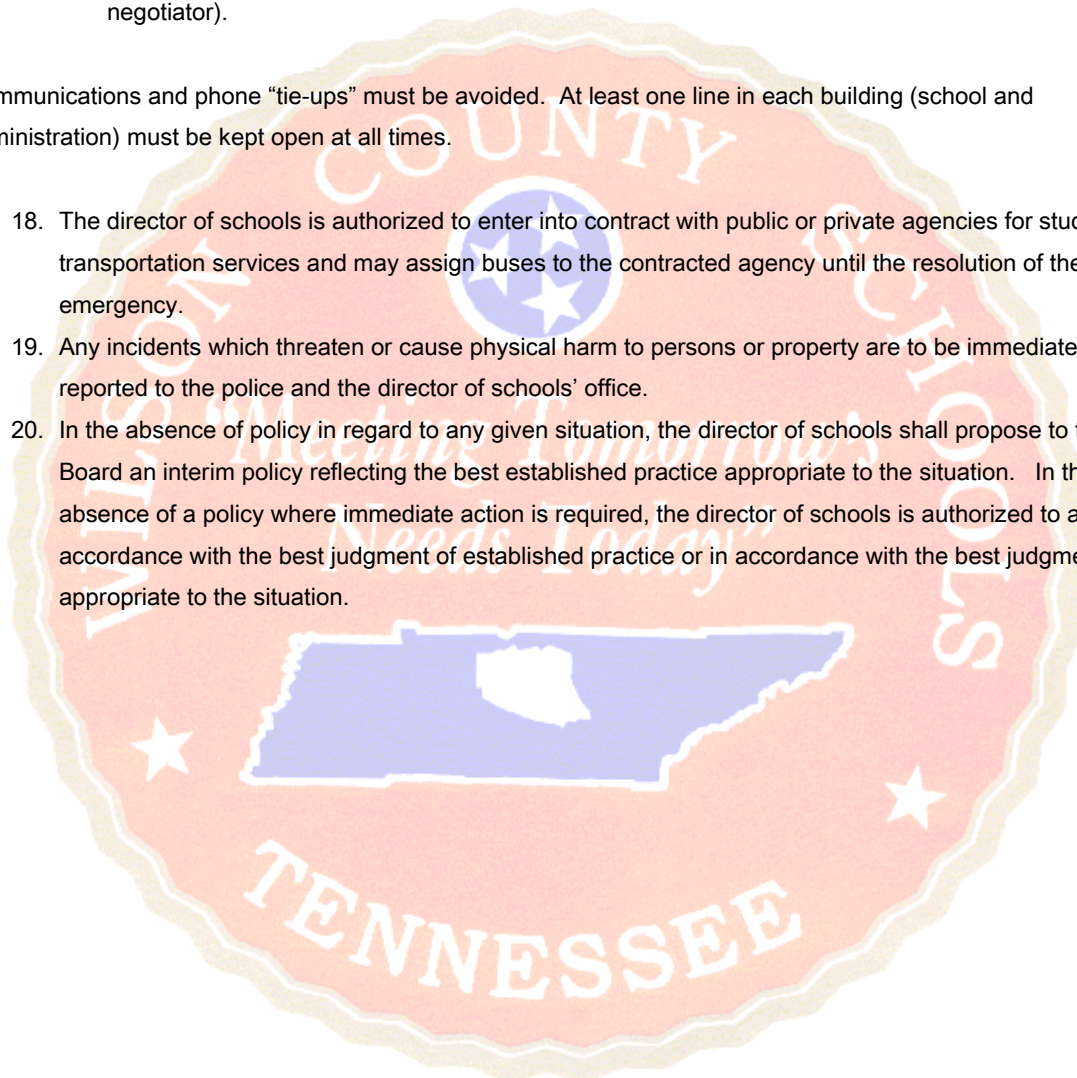 negotiator).
mmunications and phone “tie-ups” must be avoided. At least one line in each building (school and
ministration) must be kept open at all times.
18. The director of schools is authorized to enter into contract with public or private agencies for stud
transportation services and may assign buses to the contracted agency until the resolution of the
emergency.
19. Any incidents which threaten or cause physical harm to persons or property are to be immediate
reported to the police and the director of schools’ office.
20. In the absence of policy in regard to any given situation, the director of schools shall propose to t
Board an interim policy reflecting the best established practice appropriate to the situation. In th
absence of a policy where immediate action is required, the director of schools is authorized to a
accordance with the best judgment of established practice or in accordance with the best judgme
appropriate to the situation.
WILSON COUNTY SCHOOLS
“Meeting Tomorrow’s
Needs Today”
TENNESSEE